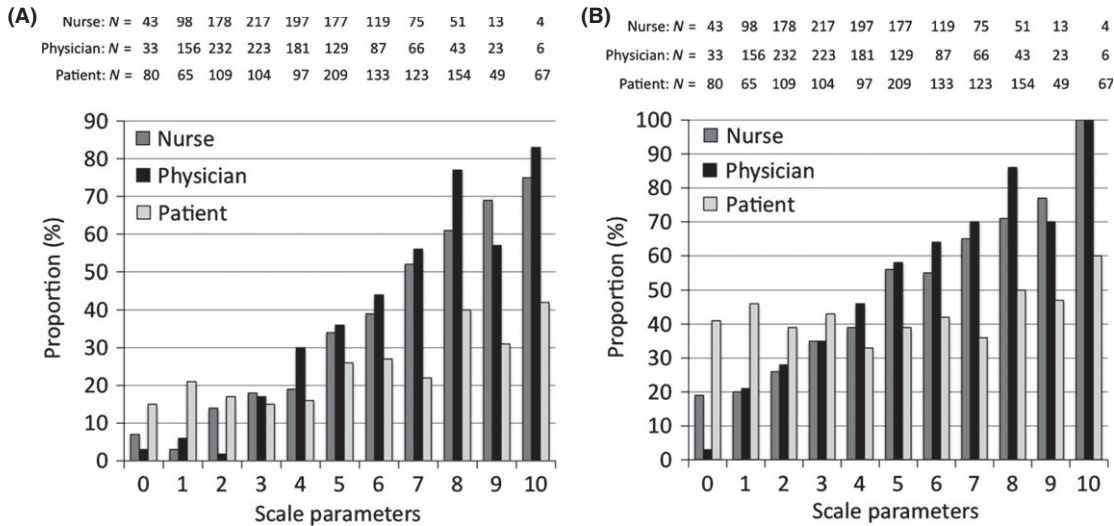 (A)
Nurse: N = 43 98 178 217 197 177 119 75 51 13 4
Physician: N = 33 156 232 223 181 129 87 66 43 23 6
Patient: N = 80 65 109 104 97 209 133 123 154 49 67
90
80
70
60
50
40
30
20
10
0
Proportion (%)
Nurse
Physician
Patient
0 1 2 3 4 5 6 7 8 9 10
Scale parameters
(B)
Nurse: N = 43 98 178 217 197 177 119 75 51 13 4
Physician: N = 33 156 232 223 181 129 87 66 43 23 6
Patient: N = 80 65 109 104 97 209 133 123 154 49 67
100
90
80
70
60
50
40
30
20
10
0
Proportion (%)
Nurse
Physician
Patient
0 1 2 3 4 5 6 7 8 9 10
Scale parameters